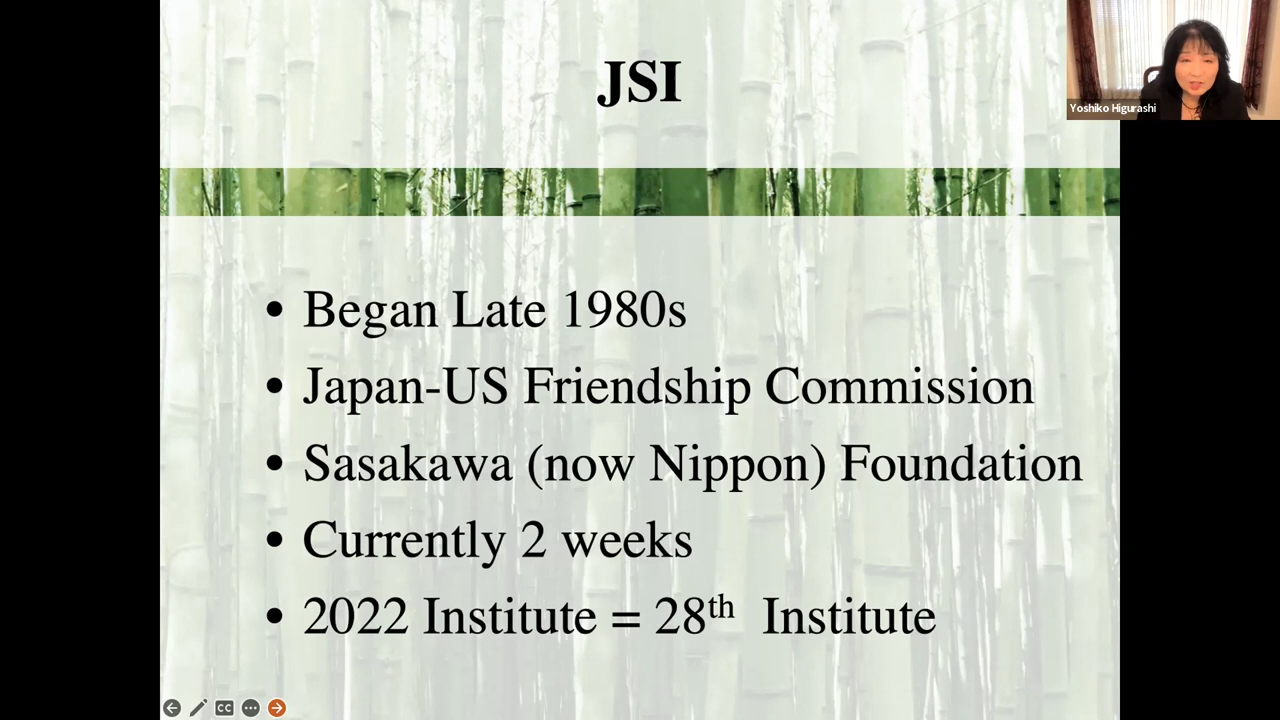 JSI
Yoshiko Higurashi
• Began Late 1980s
• Japan-US Friendship Commission
• Sasakawa (now Nippon) Foundation
• Currently 2 weeks
• 2022 Institute = 28th Institute
CC